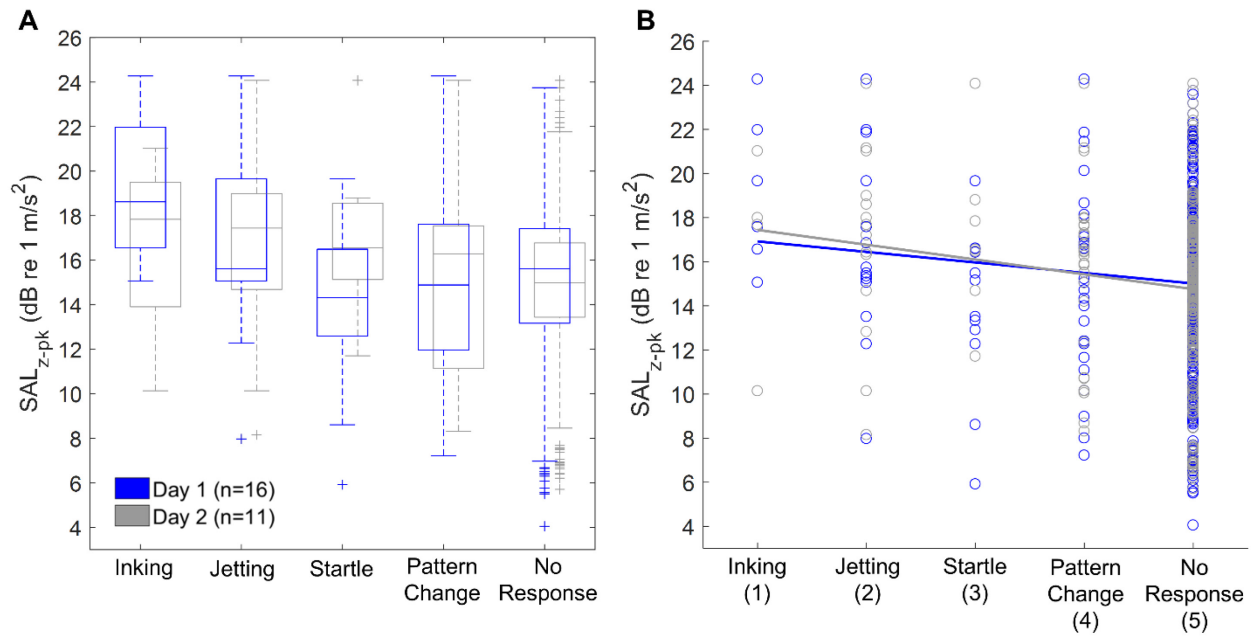 A
26
24
22
20
18
16
14
12
10
8
6
4
SAL z-pk (dB re 1 m/s²)
Day 1 (n=16)
Day 2 (n=11)
Inking
Jetting
Startle
Pattern
Change
No
Response
B
26
24
22
20
18
16
14
12
10
8
6
4
SAL z-pk (dB re 1 m/s²)
Inking
(1)
Jetting
(2)
Startle
(3)
Pattern
Change
(4)
No
Response
(5)